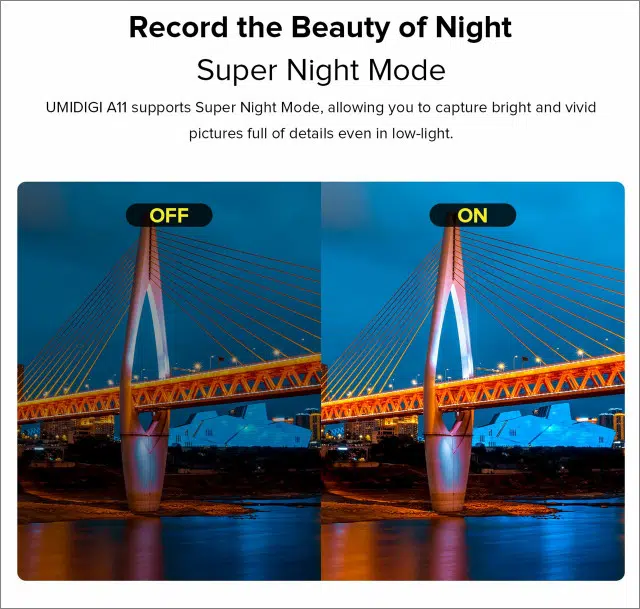 Record the Beauty of Night
Super Night Mode
UMIDIGI A11 supports Super Night Mode, allowing you to capture bright and vivid
pictures full of details even in low-light.
OFF
ON